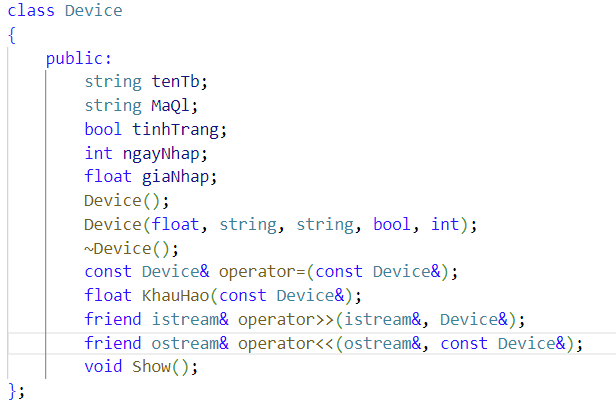 class Device
{
    public:
        string tenTb;
        string MaQl;
        bool tinhTrang;
        int ngayNhap;
        float giaNhap;
        Device();
        Device(float, string, string, bool, int);
        ~Device();
        const Device& operator=(const Device&);
        float KhauHao(const Device&);
        friend istream& operator>>(istream&, Device&);
        friend ostream& operator<<(ostream&, const Device&);
        void Show();
};